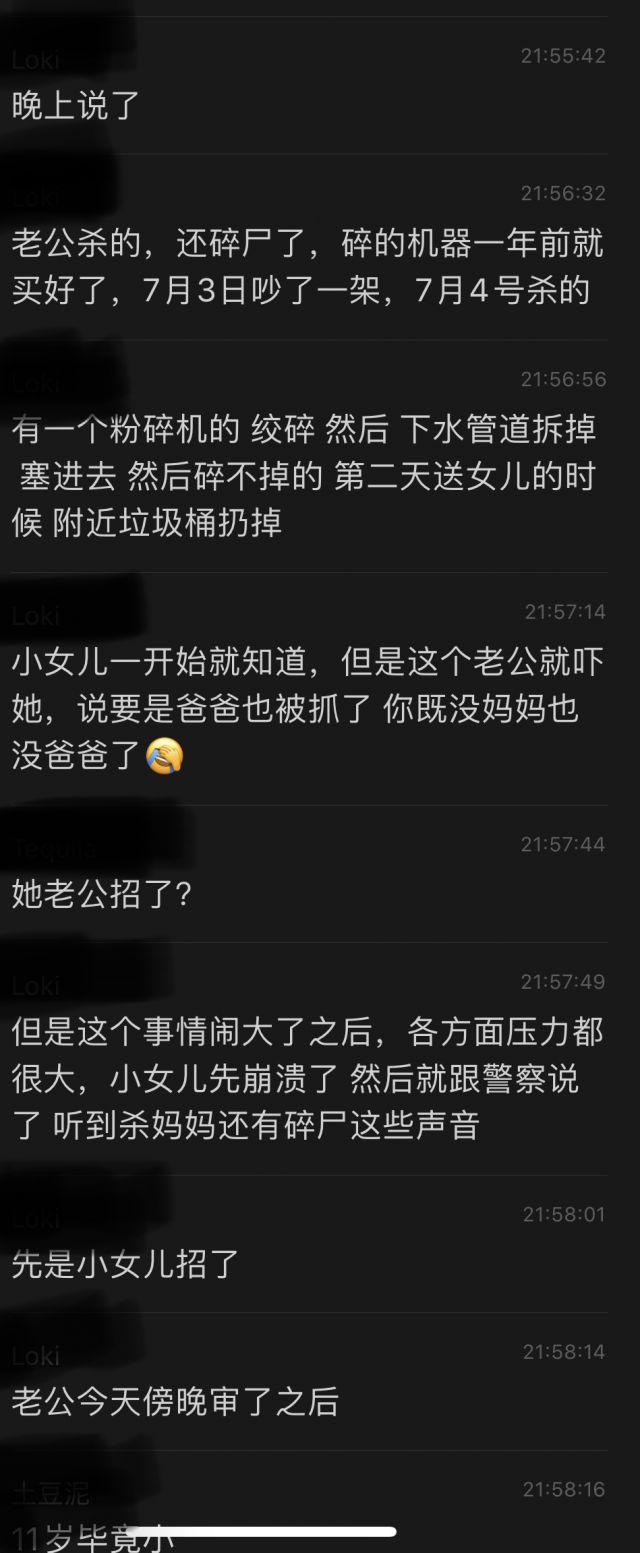 Loki
21:55:42
晚上说了
Loki
21:56:32
老公杀的，还碎尸了，碎的机器一年前就
买好了，7月3日吵了一架，7月4号杀的
Loki
21:56:56
有一个粉碎机的 绞碎 然后 下水管道拆掉
塞进去 然后碎不掉的 第二天送女儿的时
候 附近垃圾桶扔掉
Loki
21:57:14
小女儿一开始就知道，但是这个老公就吓
她，说要是爸爸也被抓了 你既没妈妈也
没爸爸了🤦
Tequila
21:57:44
她老公招了?
Loki
21:57:49
但是这个事情闹大了之后，各方面压力都
很大，小女儿先崩溃了 然后就跟警察说
了 听到杀妈妈还有碎尸这些声音
Loki
21:58:01
先是小女儿招了
Loki
21:58:14
老公今天傍晚审了之后
土豆泥
21:58:16
11岁毕竟小